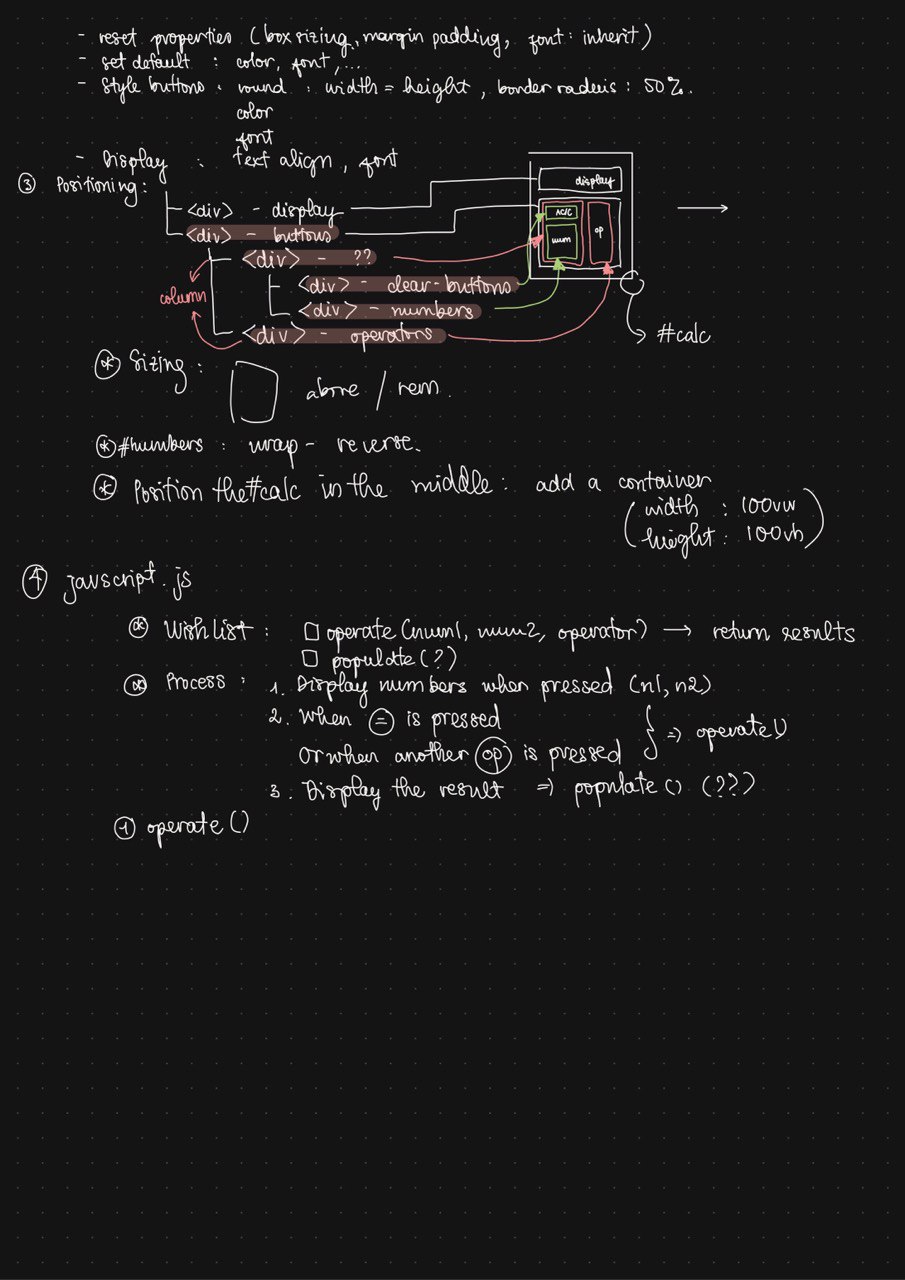 - reset properties (box sizing, margin padding, font: inherit)
- set default : color, font, ...
- style buttons : round : width = height, border radius : 50%.
color
font
- Display : text align, font
③ Positioning:
<div> - display
<div> - buttons
<div> - ??
<div> - clear-buttons
<div> - numbers
<div> - operators
column
display
AC/C
num
op
#calc
* Sizing :
above / rem.
* #numbers : wrap - reverse.
* Position the #calc in the middle : add a container
(width : 100vw
height : 100vh)
④ javscript.js
* Wish list : □ operate (num1, num2, operator) → return results
□ populate (?)
* Process : 1. Display numbers when pressed (n1, n2)
2. When = is pressed
Or when another op is pressed } => operate()
3. Display the result => populate () (??)
① operate ()